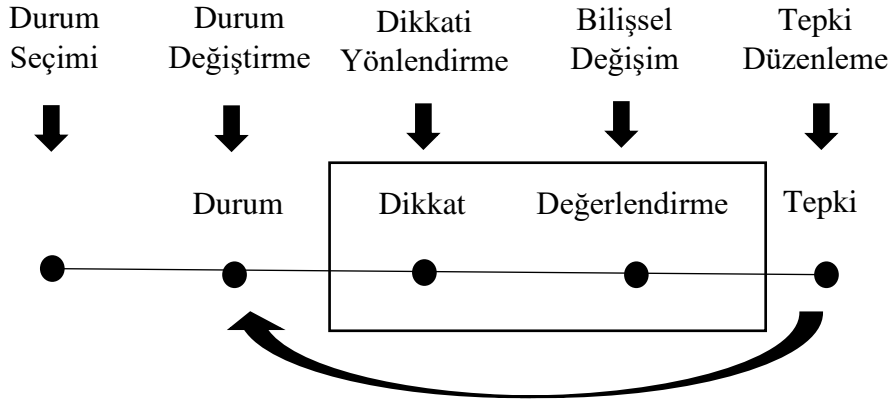 Durum
Seçimi
Durum
Değiştirme
Dikkati
Yönlendirme
Bilişsel
Değişim
Tepki
Düzenleme
Durum
Dikkat
Değerlendirme
Tepki